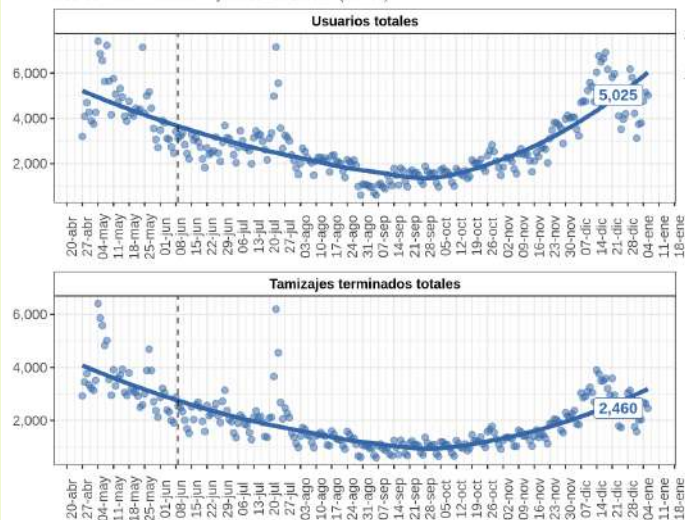 Usuarios totales
6,000
4,000
2,000
5,025
20-abr
27-abr
04-may
11-may
18-may
25-may
01-jun
08-jun
15-jun
22-jun
29-jun
06-jul
13-jul
20-jul
27-jul
03-ago
10-ago
17-ago
24-ago
31-ago
07-sep
14-sep
21-sep
28-sep
05-oct
12-oct
19-oct
26-oct
02-nov
09-nov
16-nov
23-nov
30-nov
07-dic
14-dic
21-dic
28-dic
04-ene
11-ene
18-ene
Tamizajes terminados totales
6,000
4,000
2,000
2,460
20-abr
27-abr
04-may
11-may
18-may
25-may
01-jun
08-jun
15-jun
22-jun
29-jun
06-jul
13-jul
20-jul
27-jul
03-ago
10-ago
17-ago
24-ago
31-ago
07-sep
14-sep
21-sep
28-sep
05-oct
12-oct
19-oct
26-oct
02-nov
09-nov
16-nov
23-nov
30-nov
07-dic
14-dic
21-dic
28-dic
04-ene
11-ene
18-ene